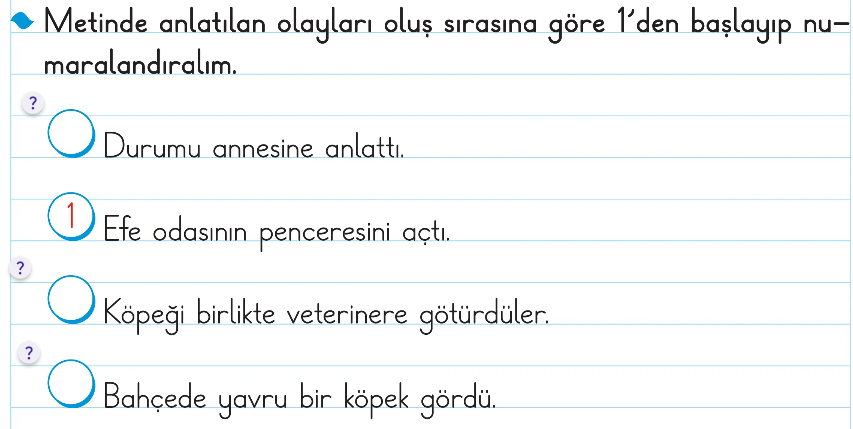 Metinde anlatılan olayları oluş sırasına göre 1’den başlayıp nu-
maralandıralım.
?
Durumu annesine anlattı.
1
Efe odasının penceresini açtı.
?
Köpeği birlikte veterinere götürdüler.
?
Bahçede yavru bir köpek gördü.